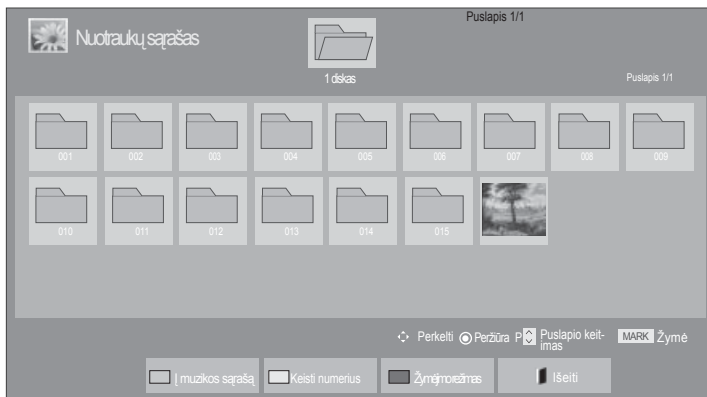 Puslapis 1/1
Nuotraukų sąrašas
1 diskas
Puslapis 1/1
001 002 003 004 005 006 007 008 009
010 011 012 013 014 015
Perkelti Peržiūra P Puslapio keit-
imas MARK Žymė
Į muzikos sąrašą Keisti numerius Žymėjimo režimas Išeiti